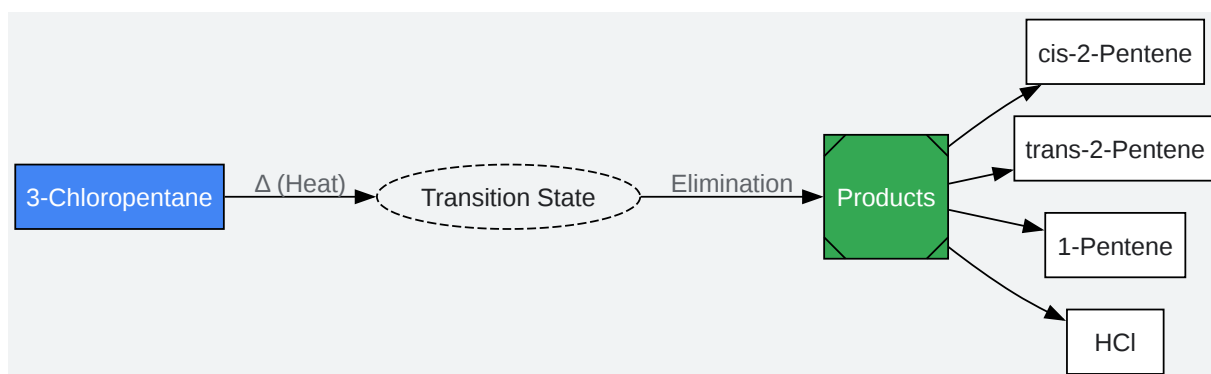 3-Chloropentane
Δ (Heat)
Transition State
Elimination
Products
cis-2-Pentene
trans-2-Pentene
1-Pentene
HCl